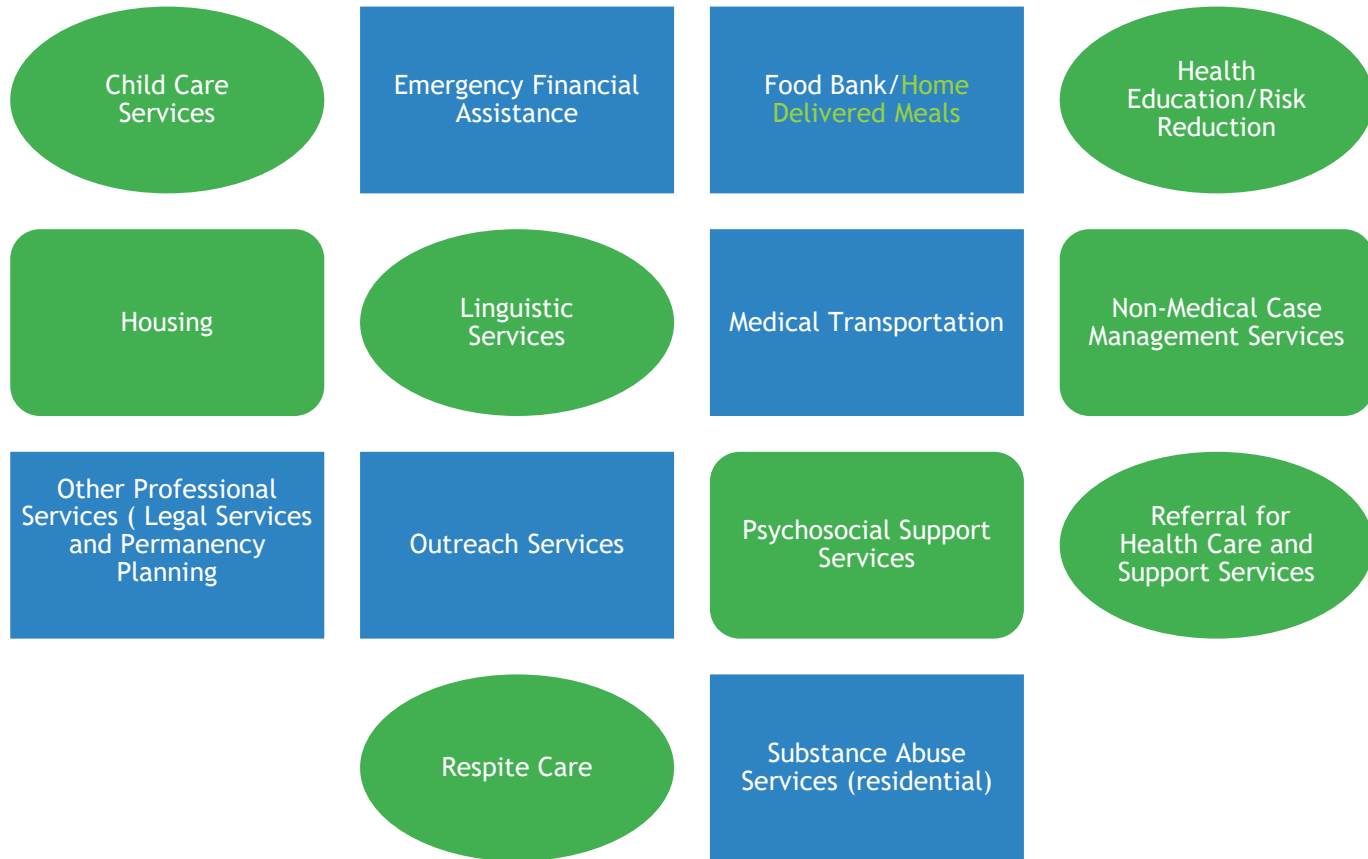 Child Care
Services
Emergency Financial
Assistance
Food Bank/Home
Delivered Meals
Health
Education/Risk
Reduction
Housing
Linguistic
Services
Medical Transportation
Non-Medical Case
Management Services
Other Professional
Services ( Legal Services
and Permanency
Planning
Outreach Services
Psychosocial Support
Services
Referral for
Health Care and
Support Services
Respite Care
Substance Abuse
Services (residential)